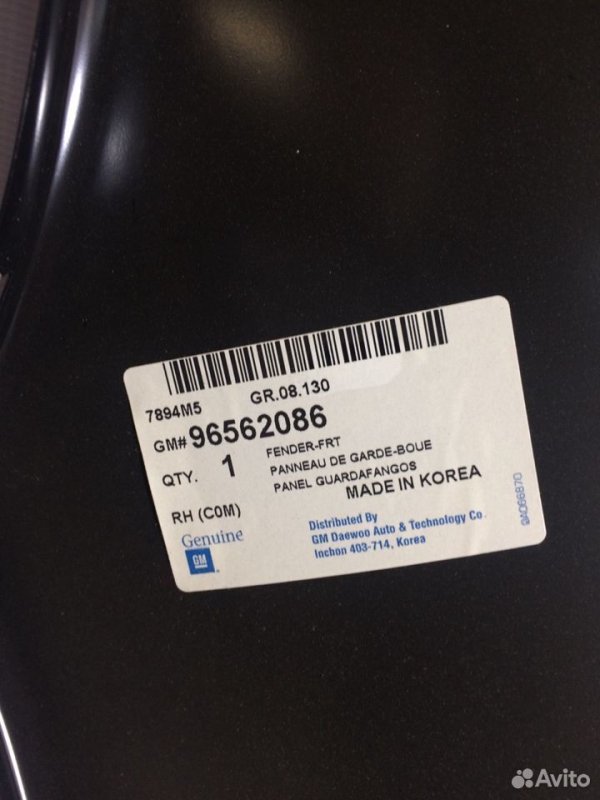 7894M5
GR.08.130
GM# 96562086
QTY. 1
FENDER-FRT
PANNEAU DE GARDE-BOUE
PANEL GUARDAFANGOS
MADE IN KOREA
RH (C0M)
Genuine
GM
Distributed By
GM Daewoo Auto & Technology Co.
Inchon 403-714, Korea
9A066870
Avito